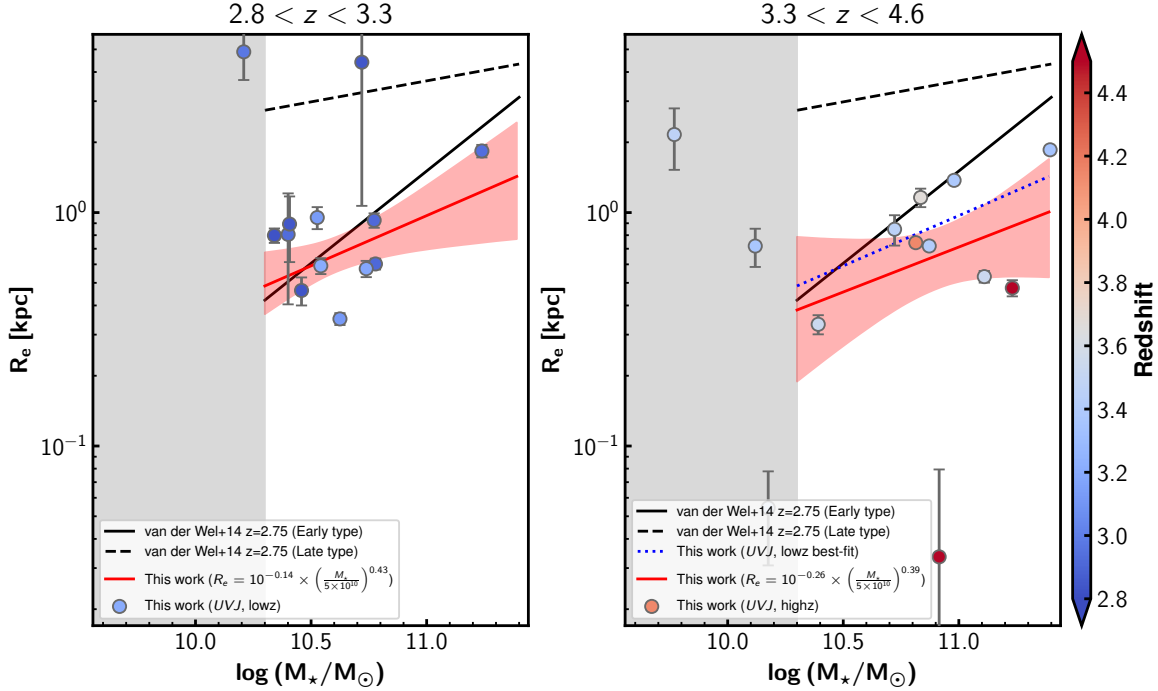 2.8 < z < 3.3
3.3 < z < 4.6
R_e [kpc]
10^0
10^{-1}
van der Wel+14 z=2.75 (Early type)
van der Wel+14 z=2.75 (Late type)
This work (R_e = 10^{-0.14} × (M_⋆/5×10^{10})^{0.43})
This work (UVJ, lowz)
10.0 10.5 11.0
log (M_⋆/M_⊙)
R_e [kpc]
10^0
10^{-1}
van der Wel+14 z=2.75 (Early type)
van der Wel+14 z=2.75 (Late type)
This work (UVJ, lowz best-fit)
This work (R_e = 10^{-0.26} × (M_⋆/5×10^{10})^{0.39})
This work (UVJ, highz)
10.0 10.5 11.0
log (M_⋆/M_⊙)
4.4
4.2
4.0
3.8
3.6
3.4
3.2
3.0
2.8
Redshift